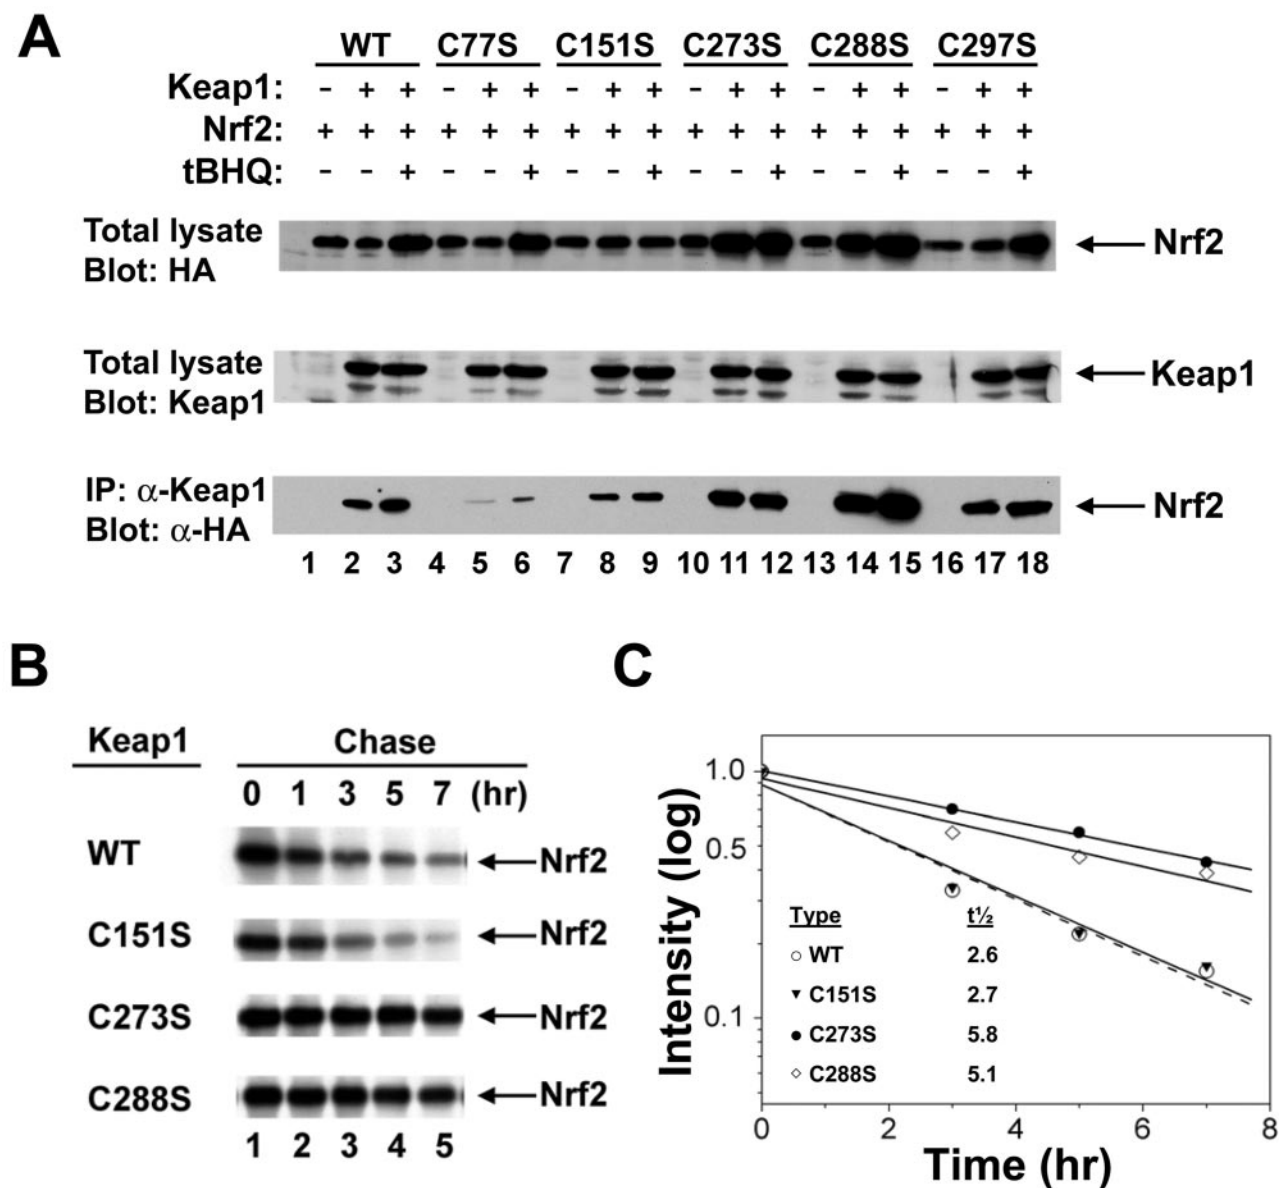 A
WT C77S C151S C273S C288S C297S
Keap1: - + + - + + - + + - + + - + + - + +
Nrf2: + + + + + + + + + + + + + + + + + +
tBHQ: - - + - - + - - + - - + - - + - - +
Total lysate
Blot: HA
Nrf2
Total lysate
Blot: Keap1
Keap1
IP: α-Keap1
Blot: α-HA
Nrf2
1 2 3 4 5 6 7 8 9 10 11 12 13 14 15 16 17 18
B
Keap1 Chase
0 1 3 5 7 (hr)
WT Nrf2
C151S Nrf2
C273S Nrf2
C288S Nrf2
1 2 3 4 5
C
Intensity (log)
1.0
0.5
0.1
Type t½
WT 2.6
C151S 2.7
C273S 5.8
C288S 5.1
0 2 4 6 8
Time (hr)